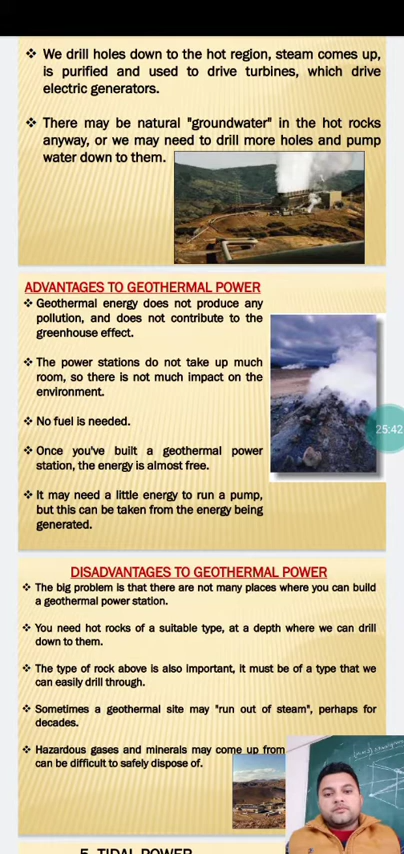 ❖ We drill holes down to the hot region, steam comes up,
is purified and used to drive turbines, which drive
electric generators.
❖ There may be natural "groundwater" in the hot rocks
anyway, or we may need to drill more holes and pump
water down to them.
ADVANTAGES TO GEOTHERMAL POWER
❖ Geothermal energy does not produce any
pollution, and does not contribute to the
greenhouse effect.
❖ The power stations do not take up much
room, so there is not much impact on the
environment.
❖ No fuel is needed.
❖ Once you've built a geothermal power
station, the energy is almost free.
❖ It may need a little energy to run a pump,
but this can be taken from the energy being
generated.
25:42
DISADVANTAGES TO GEOTHERMAL POWER
❖ The big problem is that there are not many places where you can build
a geothermal power station.
❖ You need hot rocks of a suitable type, at a depth where we can drill
down to them.
❖ The type of rock above is also important, it must be of a type that we
can easily drill through.
❖ Sometimes a geothermal site may "run out of steam", perhaps for
decades.
❖ Hazardous gases and minerals may come up from
can be difficult to safely dispose of.
5. TIDAL POWER